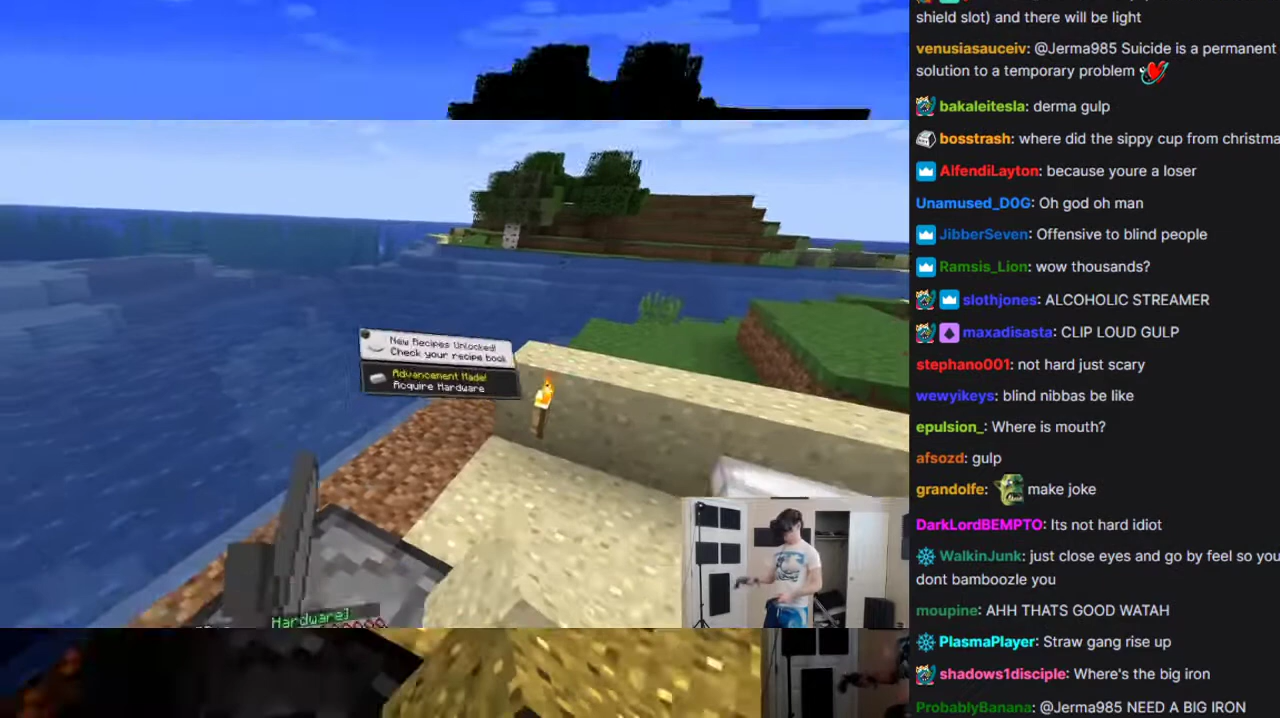 New Recipes Unlocked!
Check your recipe book
Advancement Made!
Acquire Hardware
Hardware]
shield slot) and there will be light
venusiasauceiv: @Jerma985 Suicide is a permanent
solution to a temporary problem
bakaleitesla: derma gulp
bosstrash: where did the sippy cup from christma
AlfendiLayton: because youre a loser
Unamused_D0G: Oh god oh man
JibberSeven: Offensive to blind people
Ramsis_Lion: wow thousands?
slothjones: ALCOHOLIC STREAMER
maxadisasta: CLIP LOUD GULP
stephano001: not hard just scary
wewyikeys: blind nibbas be like
epulsion_: Where is mouth?
afsozd: gulp
grandolfe: make joke
DarkLordBEMPTO: Its not hard idiot
WalkinJunk: just close eyes and go by feel so you
dont bamboozle you
moupine: AHH THATS GOOD WATAH
PlasmaPlayer: Straw gang rise up
shadows1disciple: Where's the big iron
ProbablyBanana: @Jerma985 NEED A BIG IRON